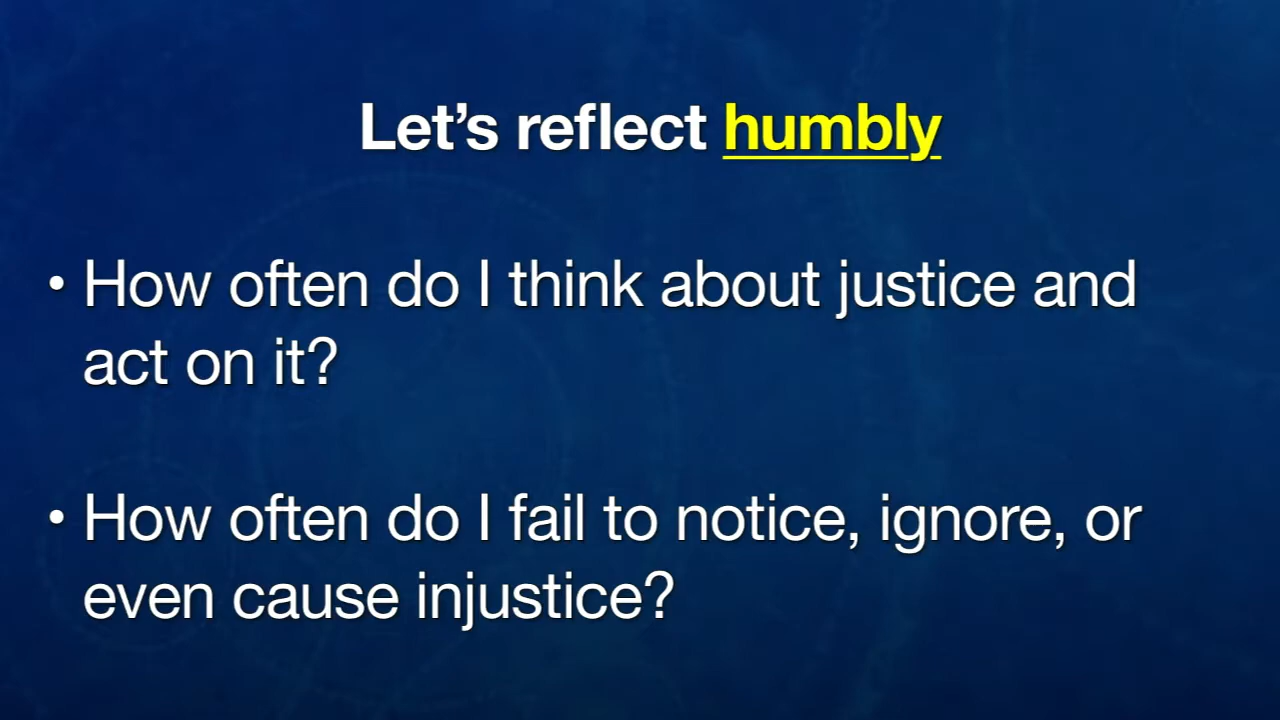 Let’s reflect humbly
• How often do I think about justice and
act on it?
• How often do I fail to notice, ignore, or
even cause injustice?